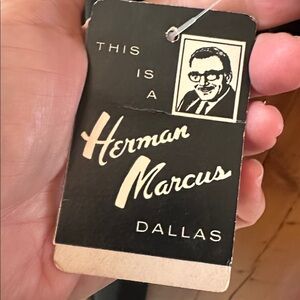 THIS
IS
A
Herman
Marcus
DALLAS